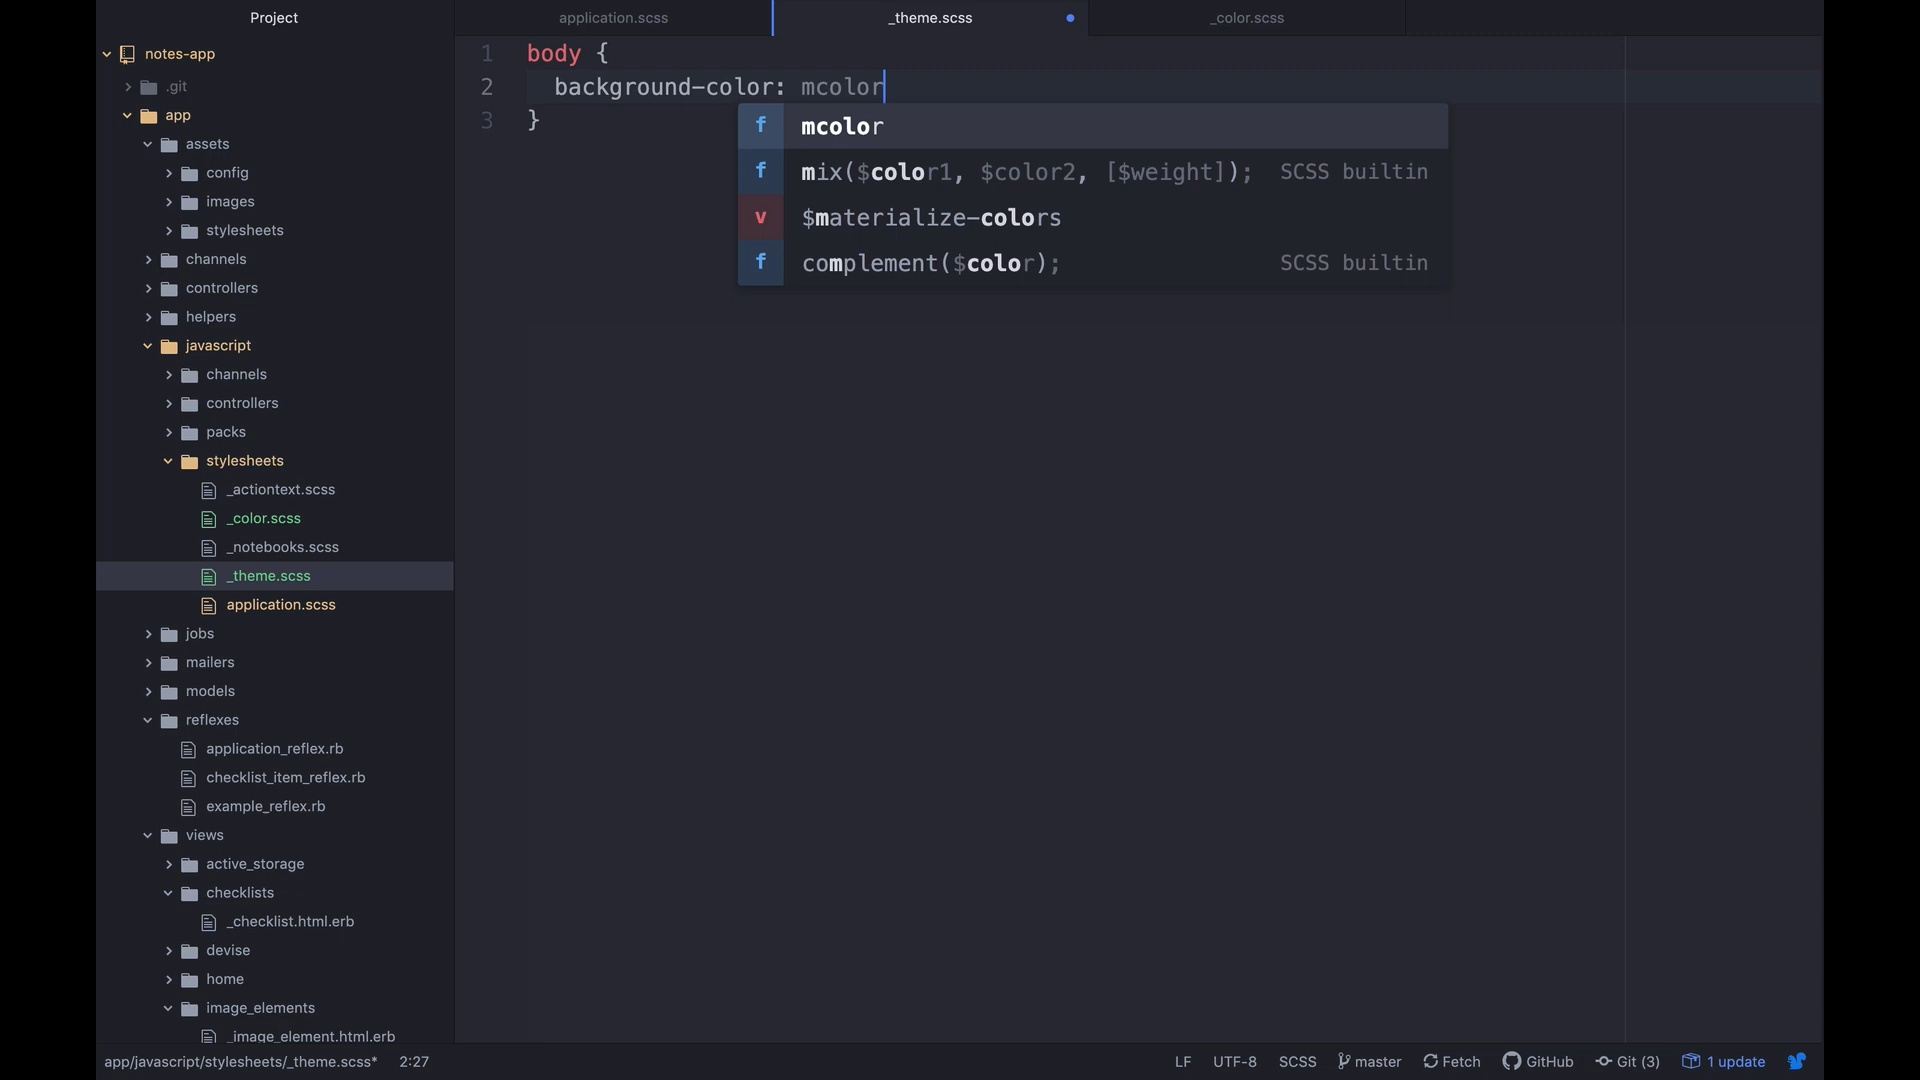 Project
notes-app
.git
app
assets
config
images
stylesheets
channels
controllers
helpers
javascript
channels
controllers
packs
stylesheets
_actiontext.scss
_color.scss
_notebooks.scss
_theme.scss
application.scss
jobs
mailers
models
reflexes
application_reflex.rb
checklist_item_reflex.rb
example_reflex.rb
views
active_storage
checklists
_checklist.html.erb
devise
home
image_elements
_image_element.html.erb
application.scss _theme.scss _color.scss
1 body {
2 background-color: mcolor
3 }
f mcolor
f mix($color1, $color2, [$weight]); SCSS builtin
v $materialize-colors
f complement($color); SCSS builtin
app/javascript/stylesheets/_theme.scss* 2:27 LF UTF-8 SCSS master Fetch GitHub Git (3) 1 update